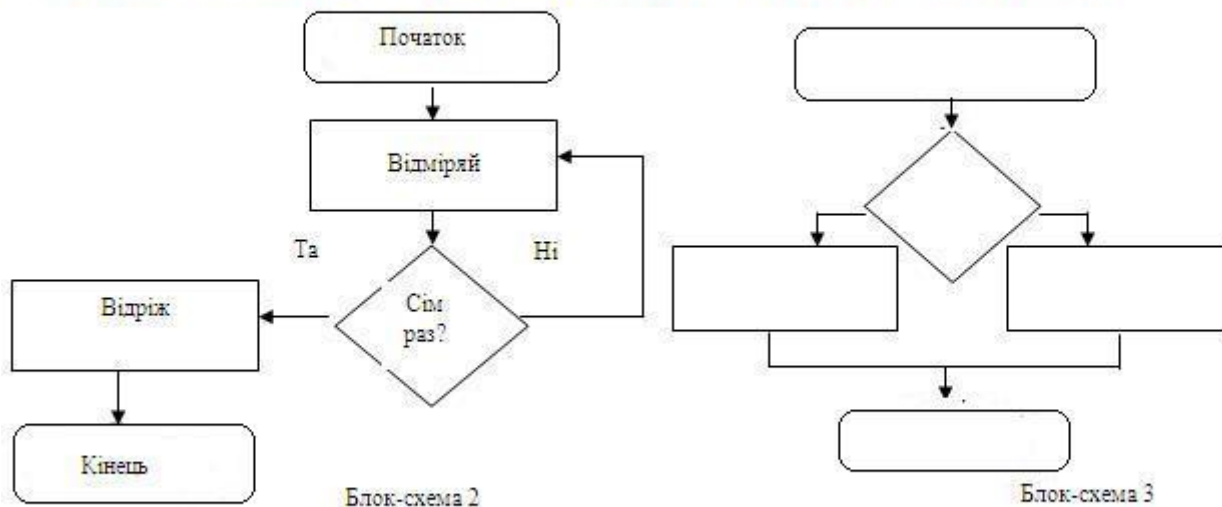 Початок
Відміряй
Та
Ні
Сім
раз?
Відріж
Кінець
Блок-схема 2
Блок-схема 3